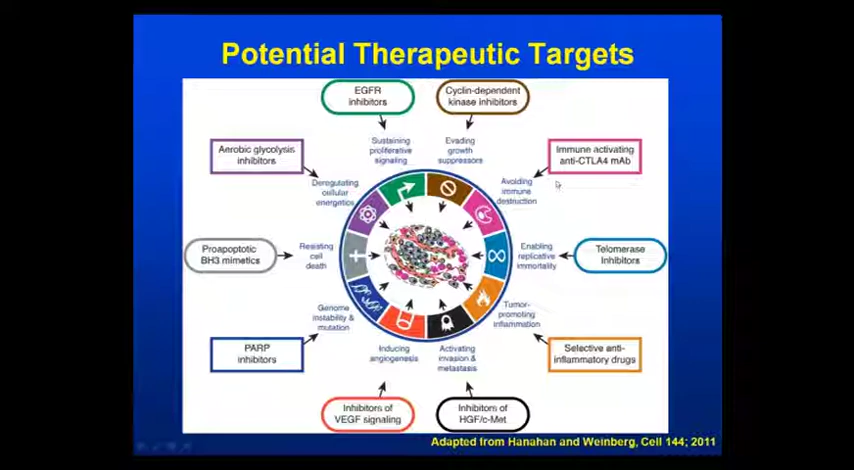 Potential Therapeutic Targets
EGFR
inhibitors
Cyclin-dependent
kinase inhibitors
Sustaining
proliferative
signaling
Evading
growth
suppressors
Aerobic glycolysis
inhibitors
Immune activating
anti-CTLA4 mAb
Deregulating
cellular
energetics
Avoiding
immune
destruction
Proapoptotic
BH3 mimetics
Resisting
cell
death
Enabling
replicative
immortality
Telomerase
Inhibitors
Genome
instability &
mutation
Tumor-
promoting
inflammation
PARP
inhibitors
Inducing
angiogenesis
Activating
invasion &
metastasis
Selective anti-
inflammatory drugs
Inhibitors of
VEGF signaling
Inhibitors of
HGF/c-Met
Adapted from Hanahan and Weinberg, Cell 144; 2011